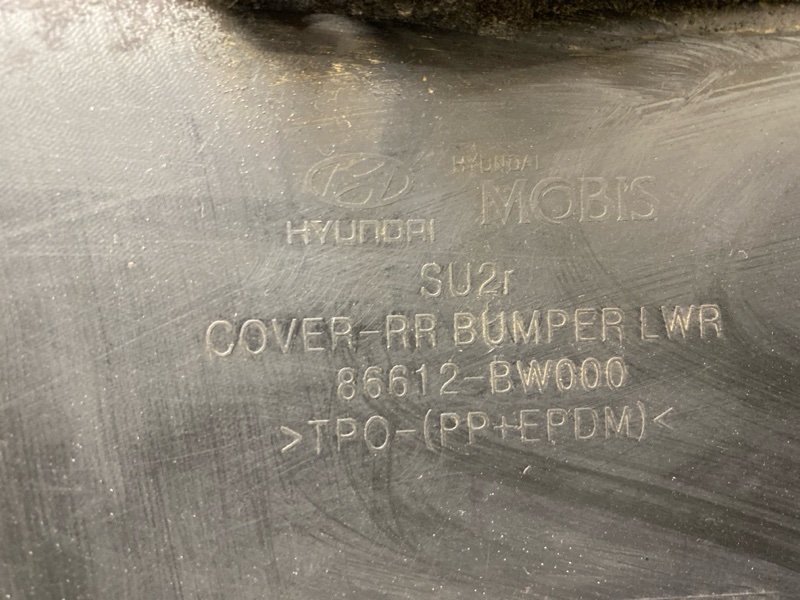 HYUNDAI
HYUNDAI
MOBIS
SU2r
COVER-RR BUMPER LWR
86612-BW000
>TPO-(PP+EPDM)<